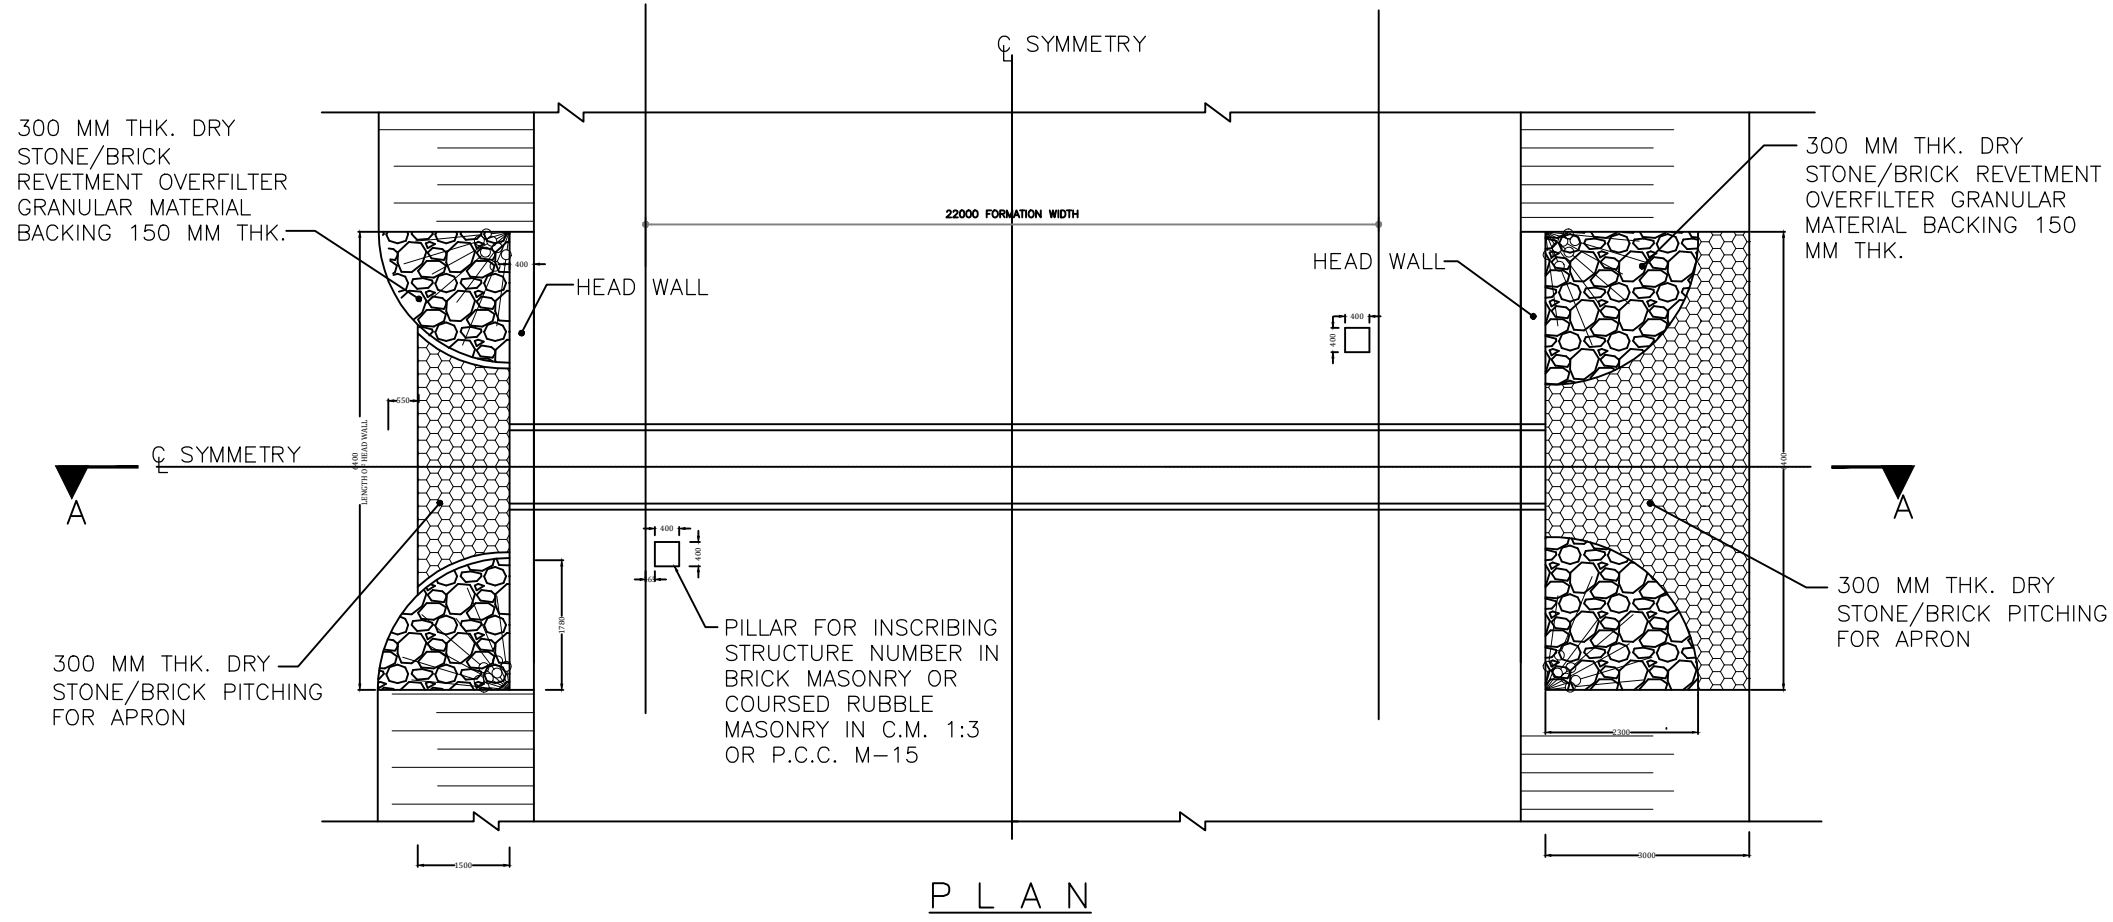 ℄ SYMMETRY
300 MM THK. DRY
STONE/BRICK
REVETMENT OVERFILTER
GRANULAR MATERIAL
BACKING 150 MM THK.
300 MM THK. DRY
STONE/BRICK REVETMENT
OVERFILTER GRANULAR
MATERIAL BACKING 150
MM THK.
22000 FORMATION WIDTH
400
HEAD WALL
HEAD WALL
400
400
550
LENGTH OF HEAD WALL
℄ SYMMETRY
A
A
400
400
1780
PILLAR FOR INSCRIBING
STRUCTURE NUMBER IN
BRICK MASONRY OR
COURSED RUBBLE
MASONRY IN C.M. 1:3
OR P.C.C. M-15
300 MM THK. DRY
STONE/BRICK PITCHING
FOR APRON
300 MM THK. DRY
STONE/BRICK PITCHING
FOR APRON
2300
1500
3000
PLAN